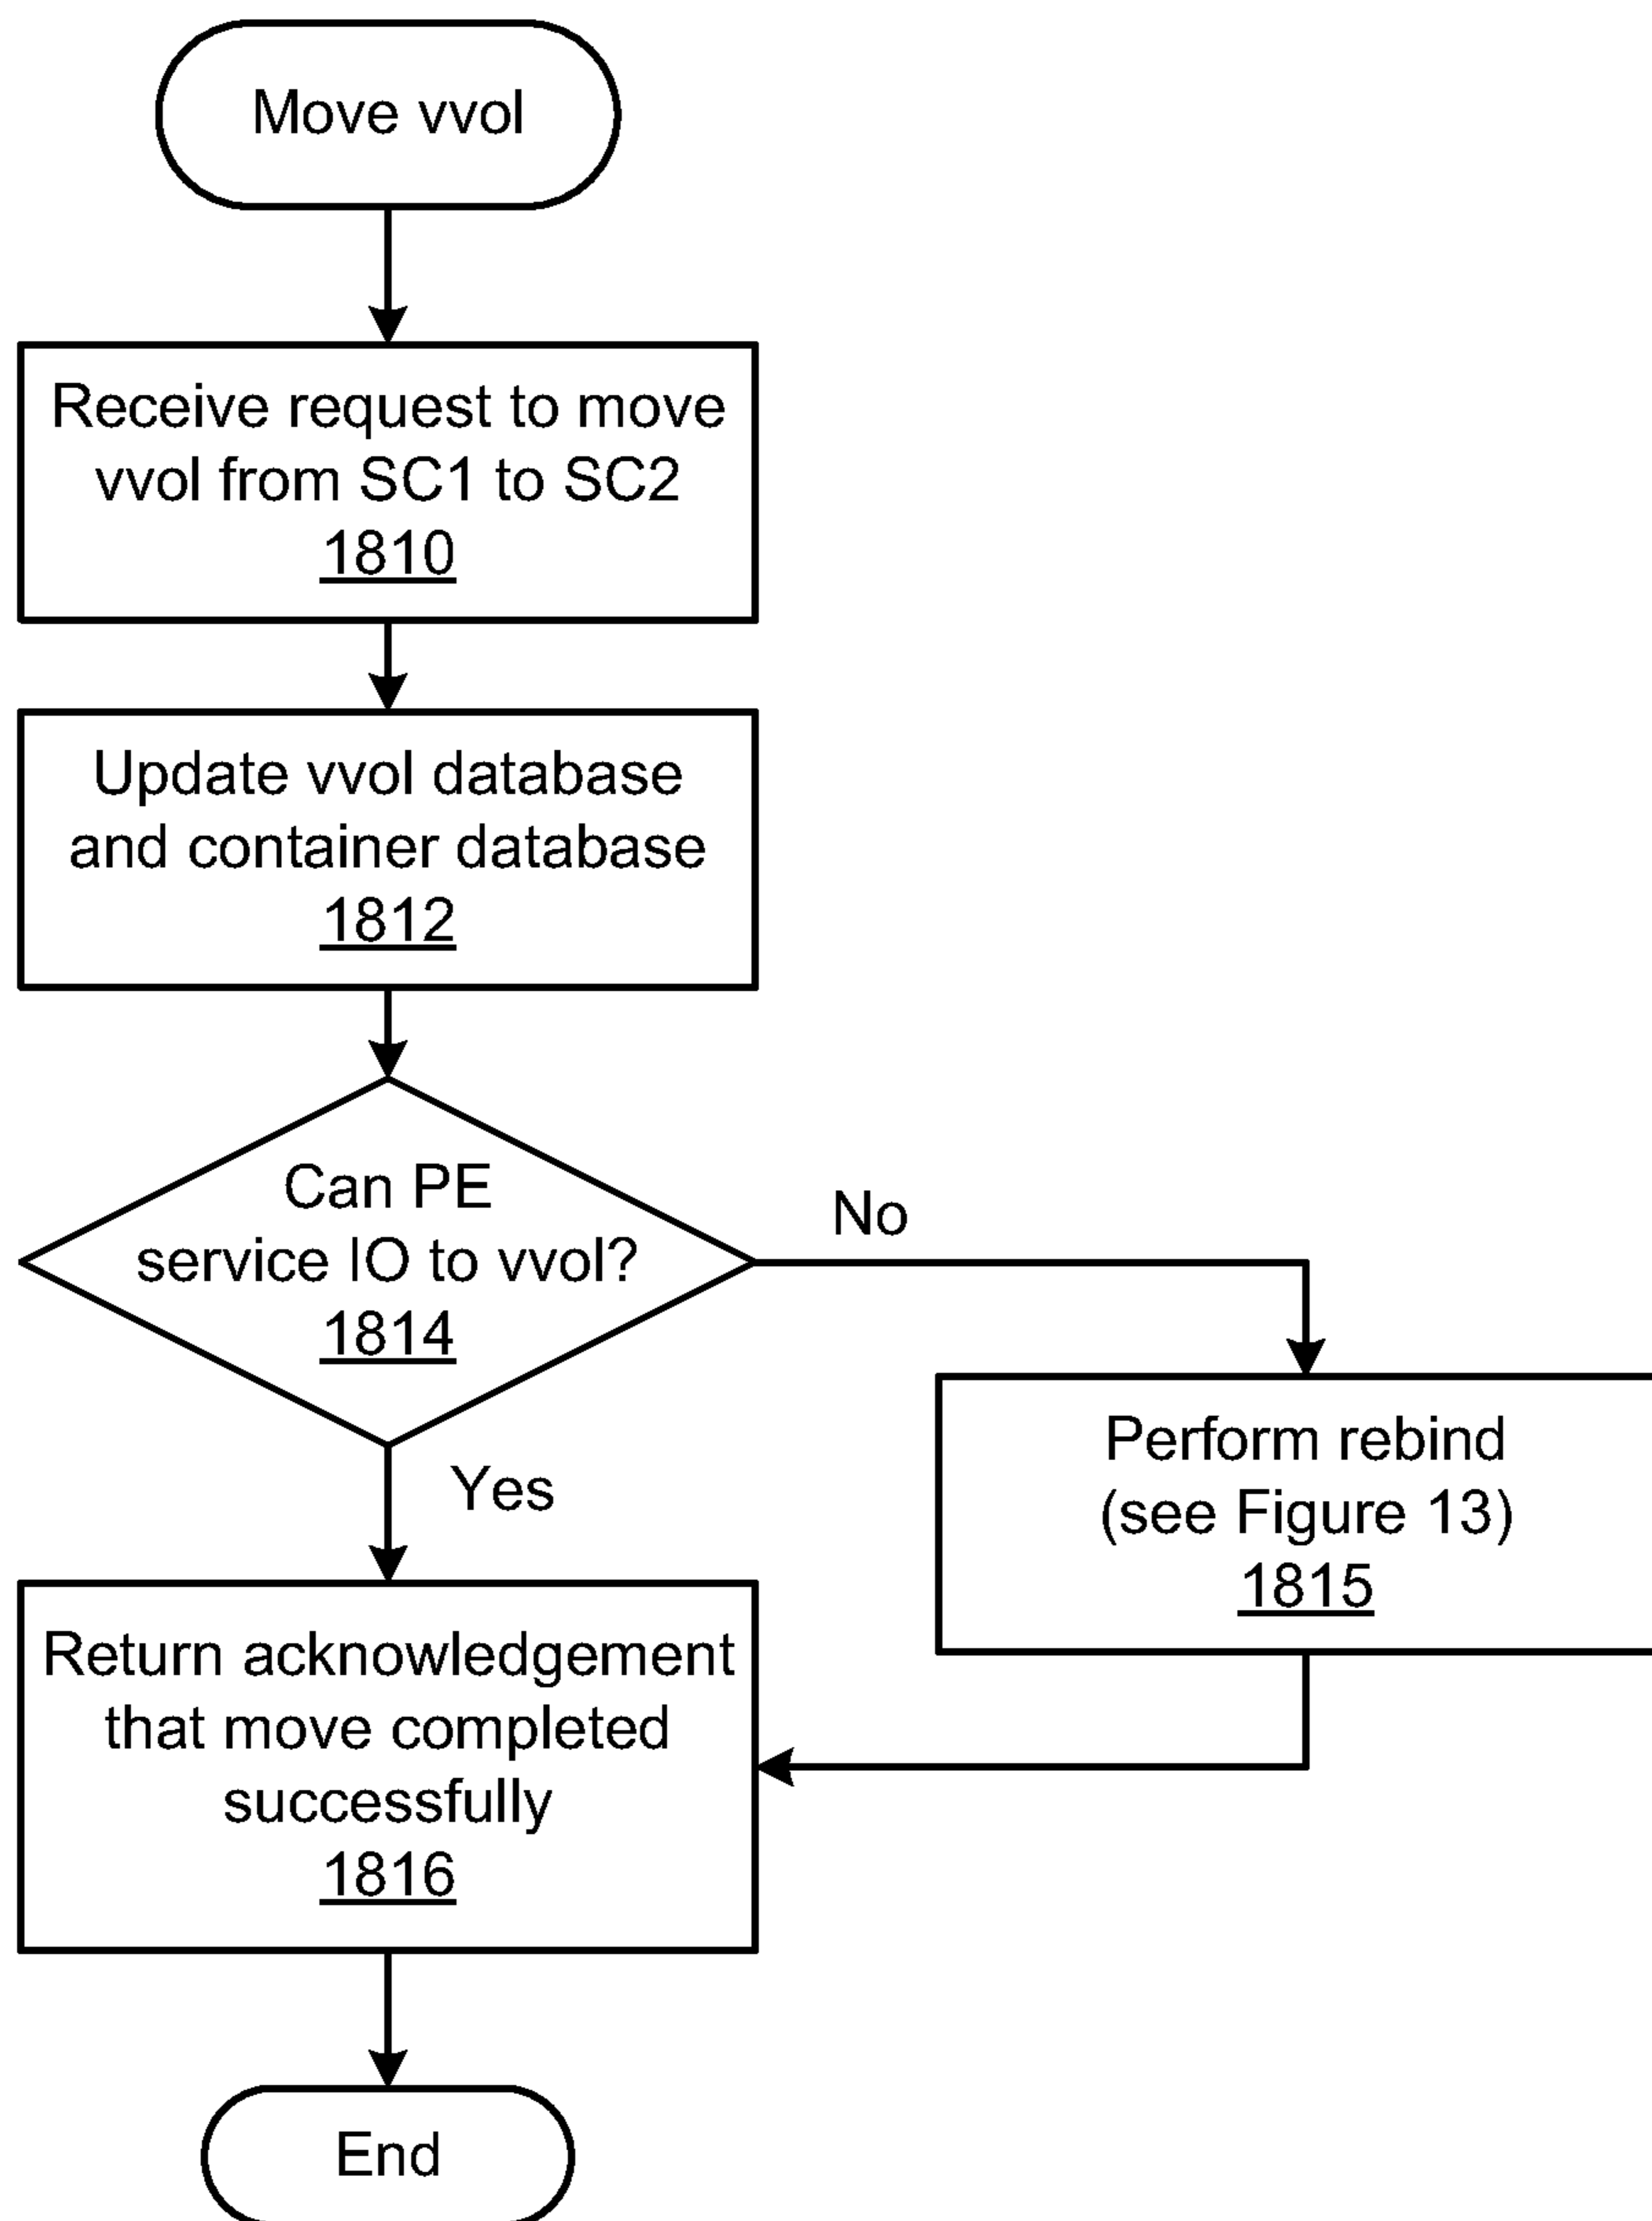 Move vvol
Receive request to move
vvol from SC1 to SC2
1810
Update vvol database
and container database
1812
Can PE
service IO to vvol?
1814
No
Yes
Perform rebind
(see Figure 13)
1815
Return acknowledgement
that move completed
successfully
1816
End